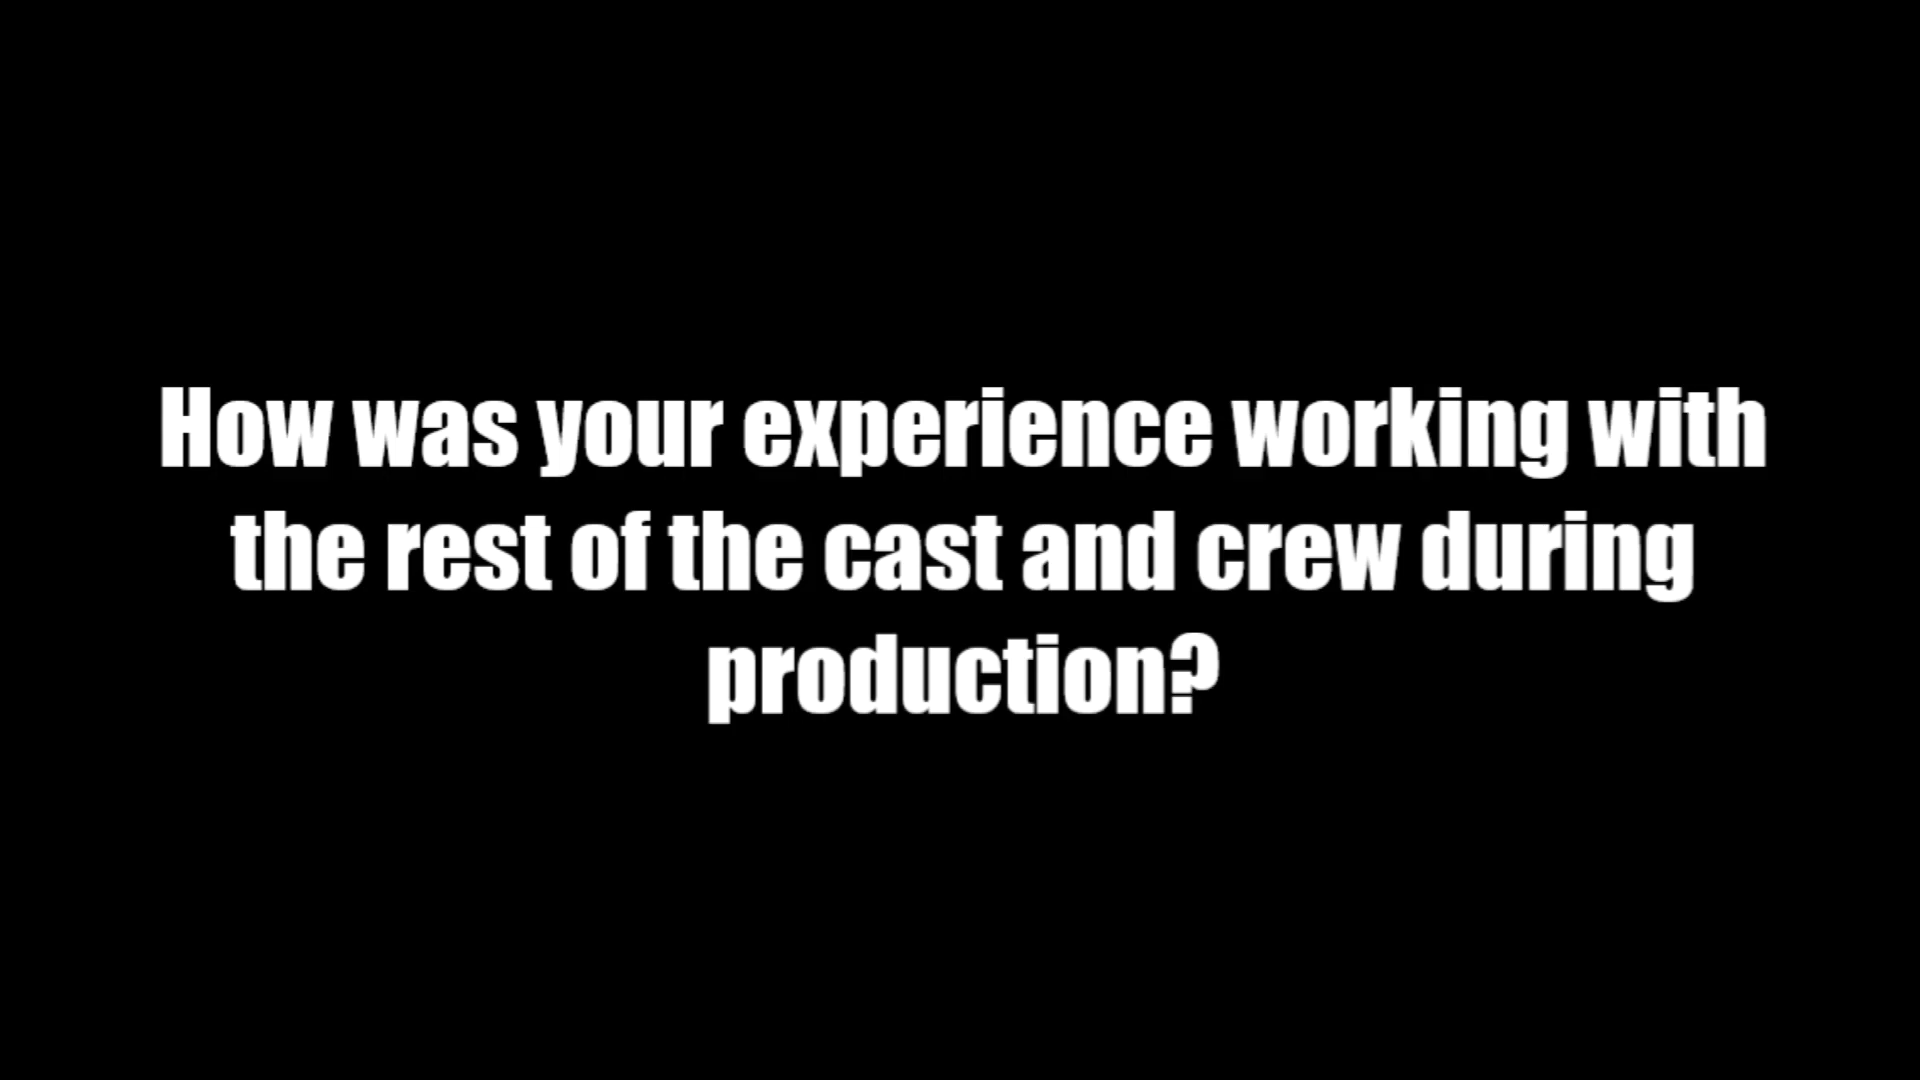 How was your experience working with
the rest of the cast and crew during
production?